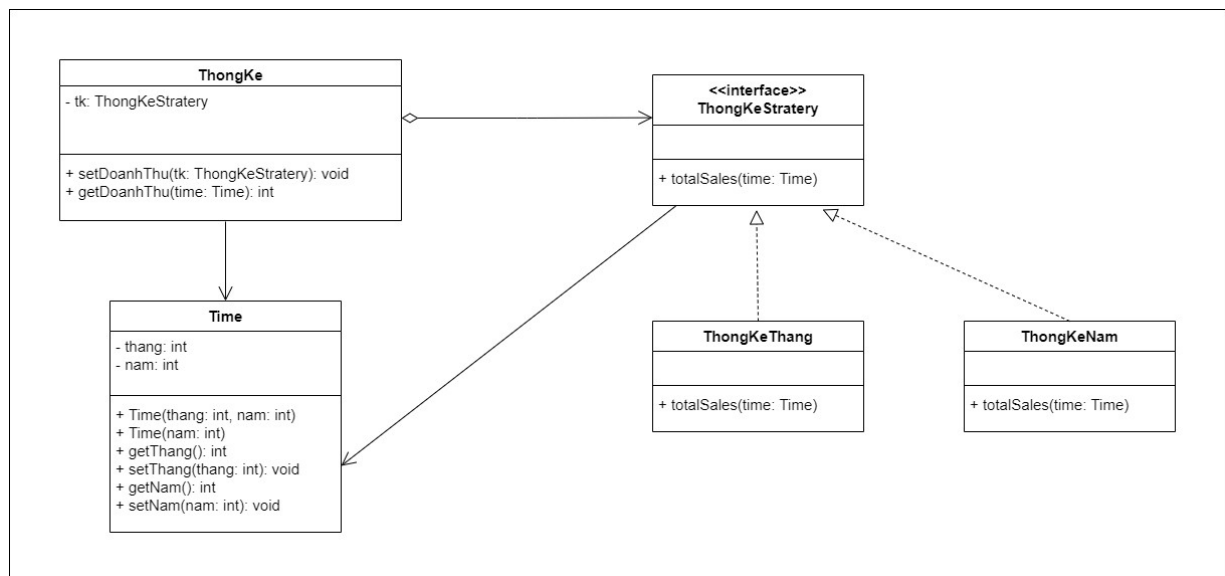 ThongKe
- tk: ThongKeStratery
+ setDoanhThu(tk: ThongKeStratery): void
+ getDoanhThu(time: Time): int
<<interface>>
ThongKeStratery
+ totalSales(time: Time)
Time
- thang: int
- nam: int
+ Time(thang: int, nam: int)
+ Time(nam: int)
+ getThang(): int
+ setThang(thang: int): void
+ getNam(): int
+ setNam(nam: int): void
ThongKeThang
+ totalSales(time: Time)
ThongKeNam
+ totalSales(time: Time)